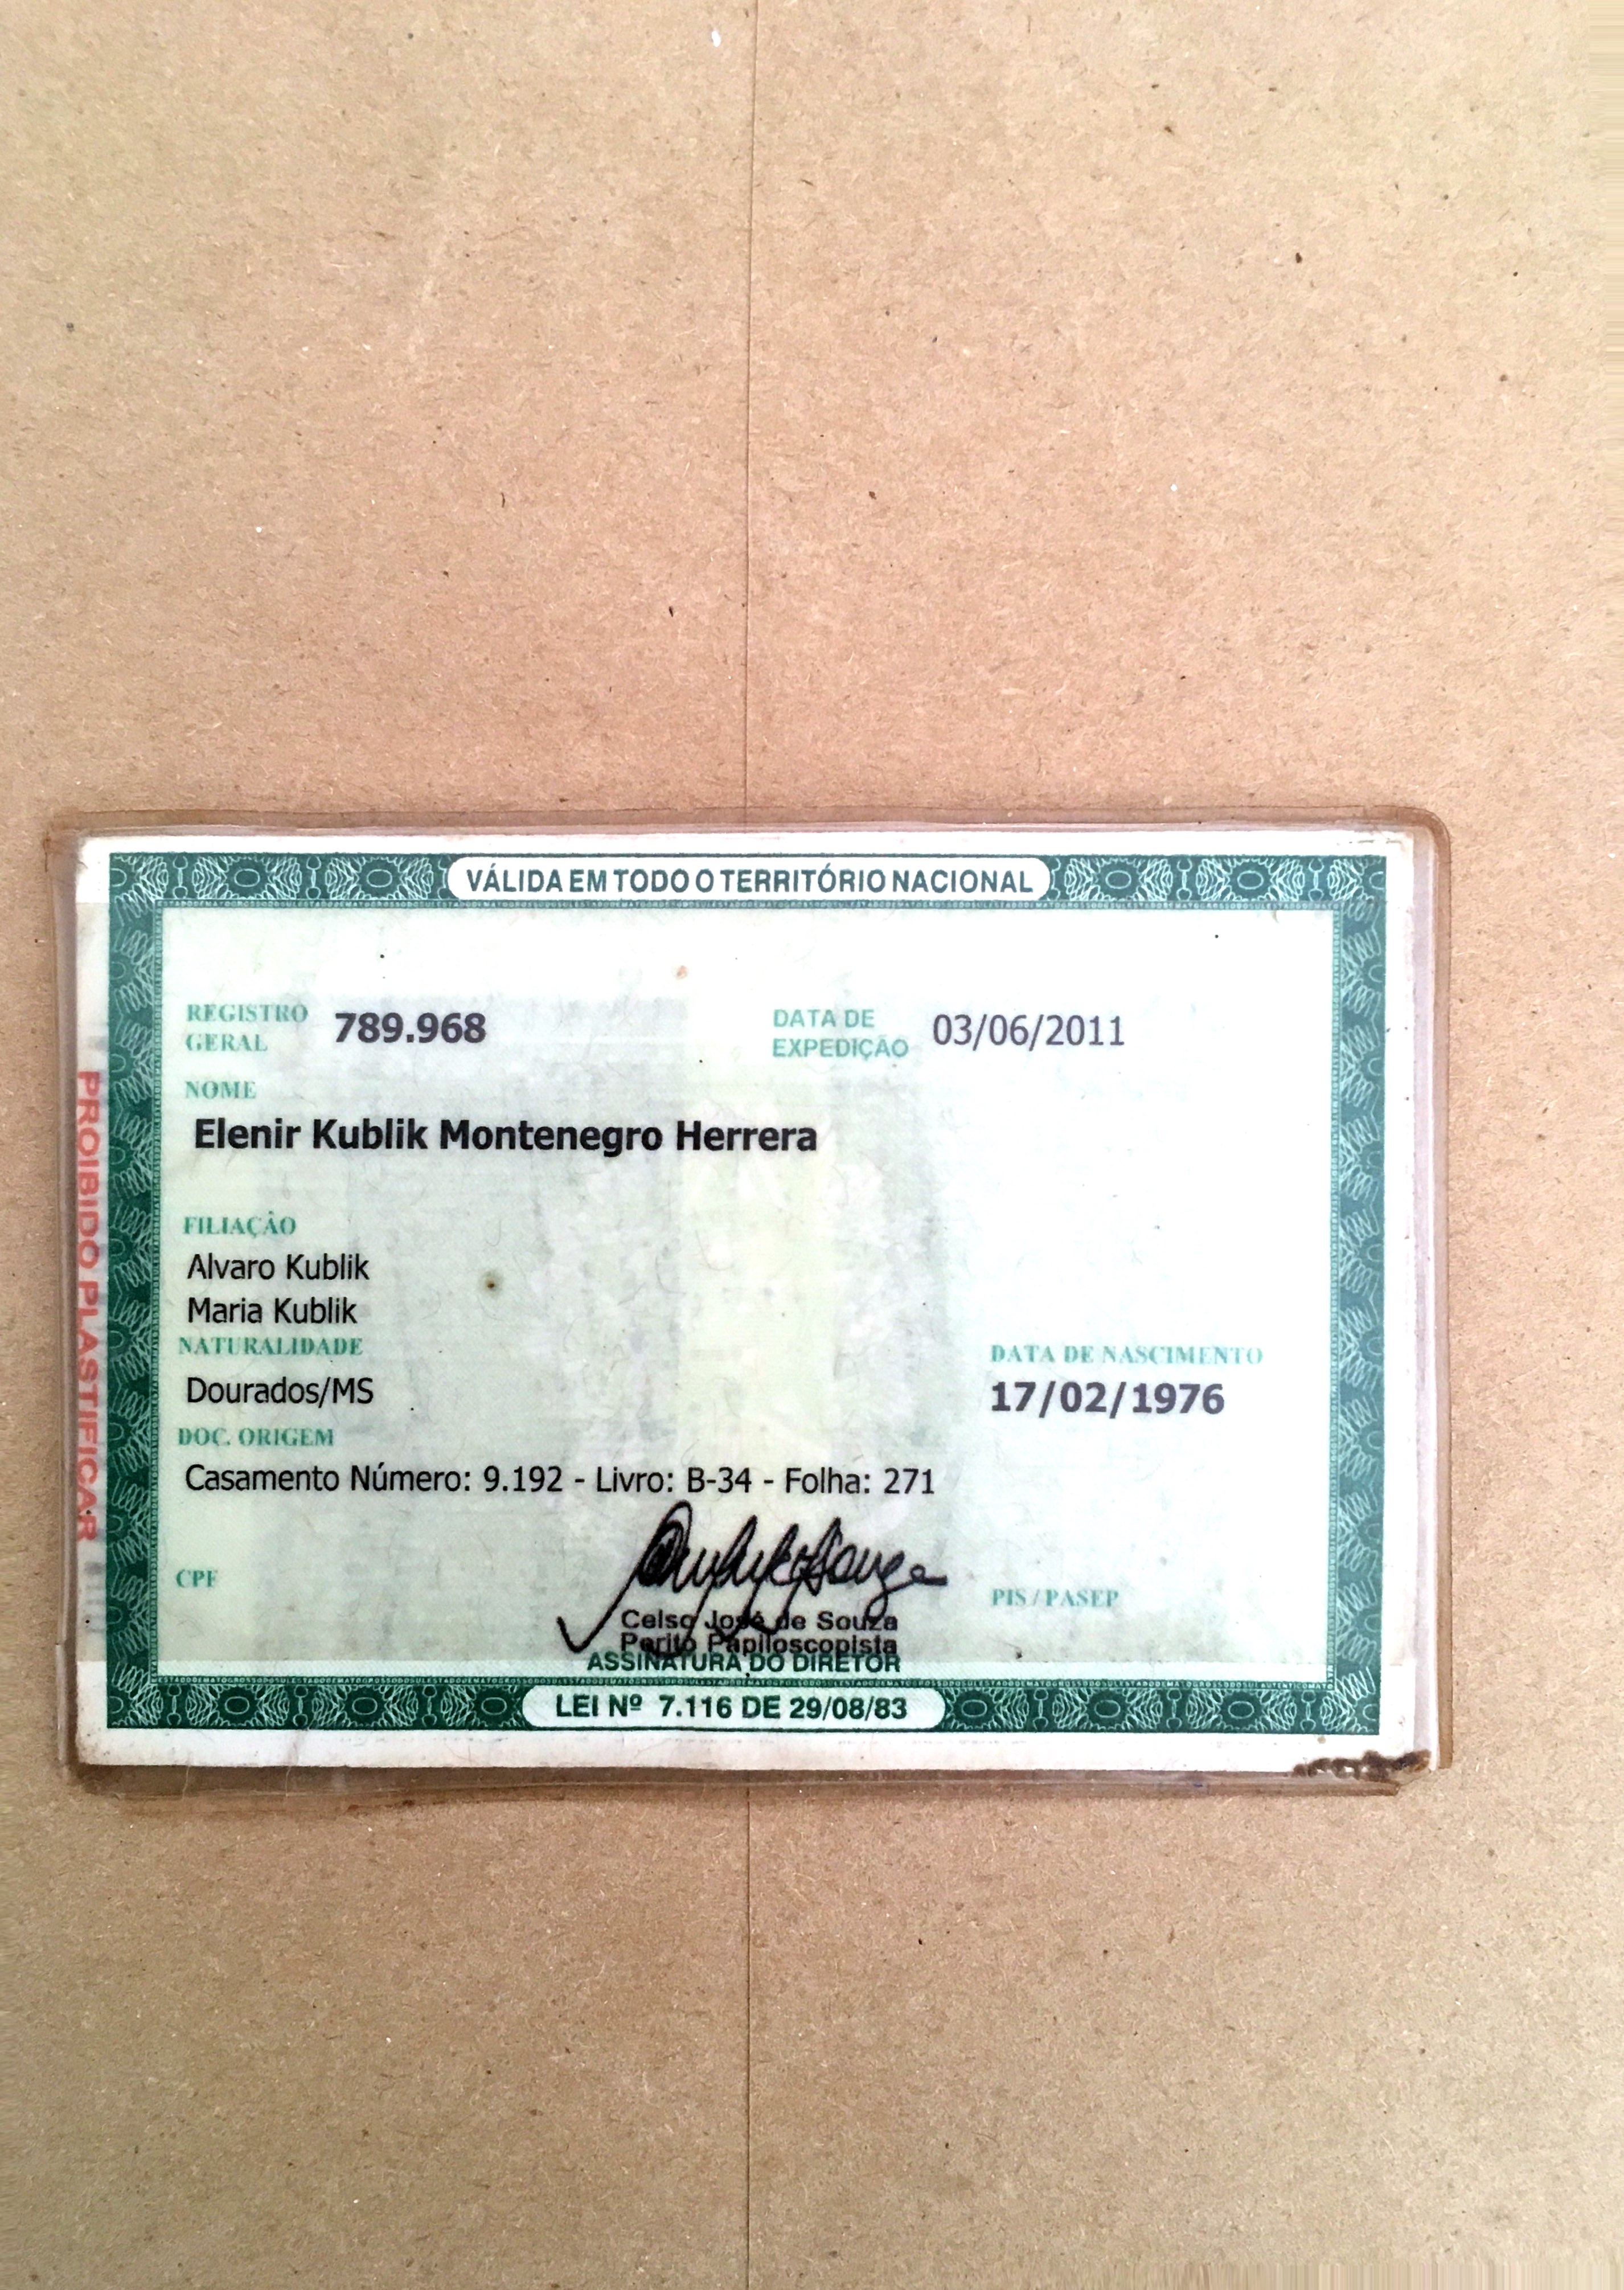 VÁLIDA EM TODO O TERRITÓRIO NACIONAL
REGISTRO GERAL 789.968
DATA DE EXPEDIÇÃO 03/06/2011
NOME
Elenir Kublik Montenegro Herrera
FILIAÇÃO
Alvaro Kublik
Maria Kublik
NATURALIDADE
Dourados/MS
DATA DE NASCIMENTO
17/02/1976
DOC. ORIGEM
Casamento Número: 9.192 - Livro: B-34 - Folha: 271
CPF
PIS / PASEP
Celso José de Souza
Perito Papiloscopista
ASSINATURA DO DIRETOR
LEI Nº 7.116 DE 29/08/83
PROIBIDO PLASTIFICAR